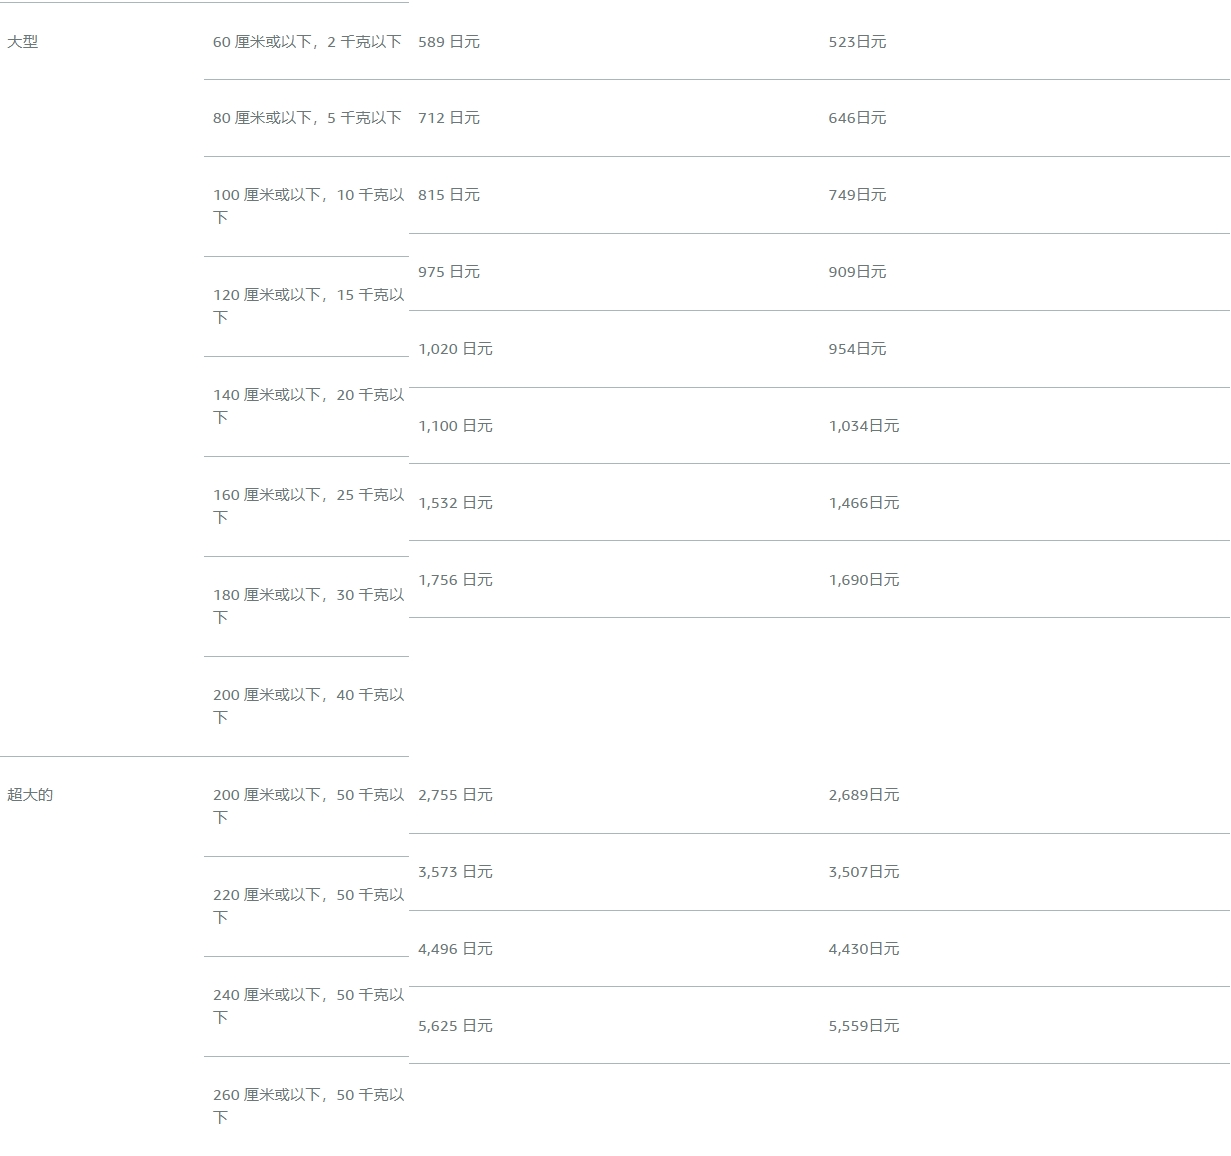 大型 60 厘米或以下，2 千克以下 589 日元 523日元
80 厘米或以下，5 千克以下 712 日元 646日元
100 厘米或以下，10 千克以 815 日元 749日元
下
975 日元 909日元
120 厘米或以下，15 千克以
下
1,020 日元 954日元
140 厘米或以下，20 千克以
下
1,100 日元 1,034日元
160 厘米或以下，25 千克以
1,532 日元 1,466日元
下
1,756 日元 1,690日元
180 厘米或以下，30 千克以
下
200 厘米或以下，40 千克以
下
超大的 200 厘米或以下，50 千克以 2,755 日元 2,689日元
下
3,573 日元 3,507日元
220 厘米或以下，50 千克以
下
4,496 日元 4,430日元
240 厘米或以下，50 千克以
下
5,625 日元 5,559日元
260 厘米或以下，50 千克以
下